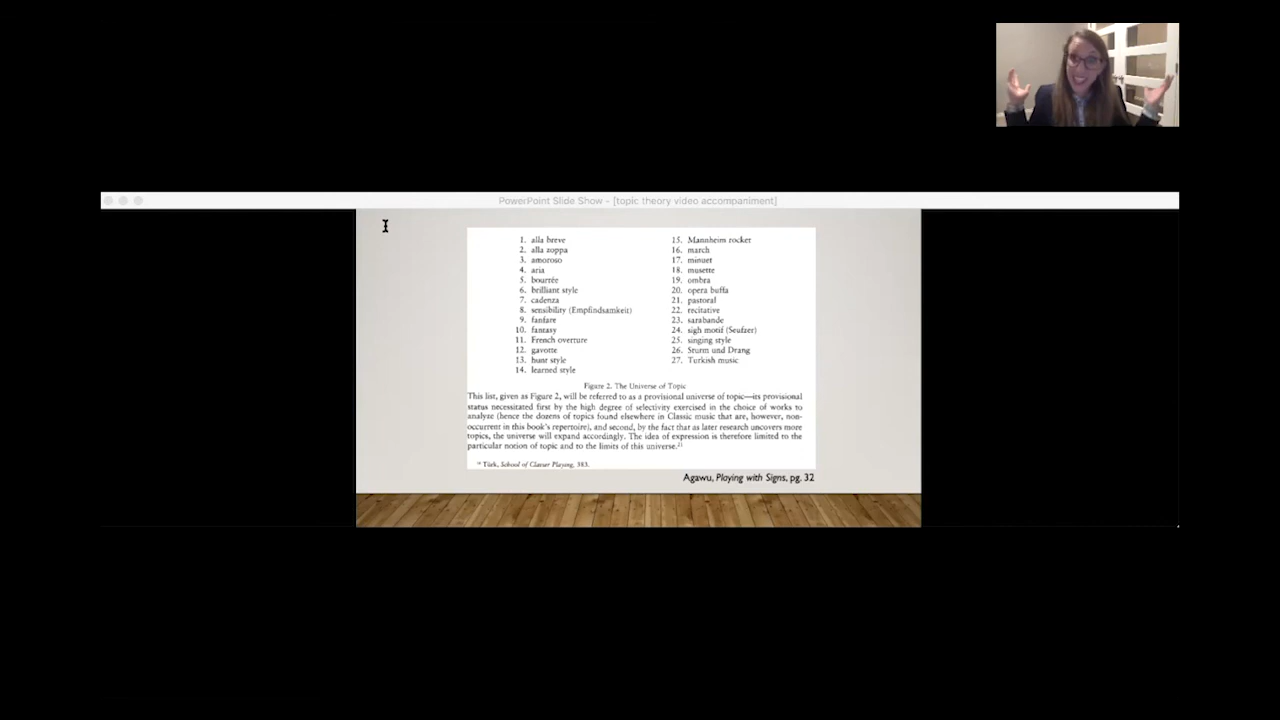 PowerPoint Slide Show - [topic theory video accompaniment]
1. alla breve
2. alla zoppa
3. amoroso
4. aria
5. bourrée
6. brilliant style
7. cadenza
8. sensibility (Empfindsamkeit)
9. fanfare
10. fantasy
11. French overture
12. gavotte
13. hunt style
14. learned style
15. Mannheim rocket
16. march
17. minuet
18. musette
19. ombra
20. opera buffa
21. pastoral
22. recitative
23. sarabande
24. sigh motif (Seufzer)
25. singing style
26. Sturm und Drang
27. Turkish music
Figure 2. The Universe of Topic
This list, given as Figure 2, will be referred to as a provisional universe of topic—its provisional
status necessitated first by the high degree of selectivity exercised in the choice of works to
analyze (hence the dozens of topics found elsewhere in Classic music that are, however, non-
occurrent in this book's repertoire), and second, by the fact that as later research uncovers more
topics, the universe will expand accordingly. The idea of expression is therefore limited to the
particular notion of topic and to the limits of this universe.
Türk, School of Clavier Playing, 383.
Agawu, Playing with Signs, pg. 32